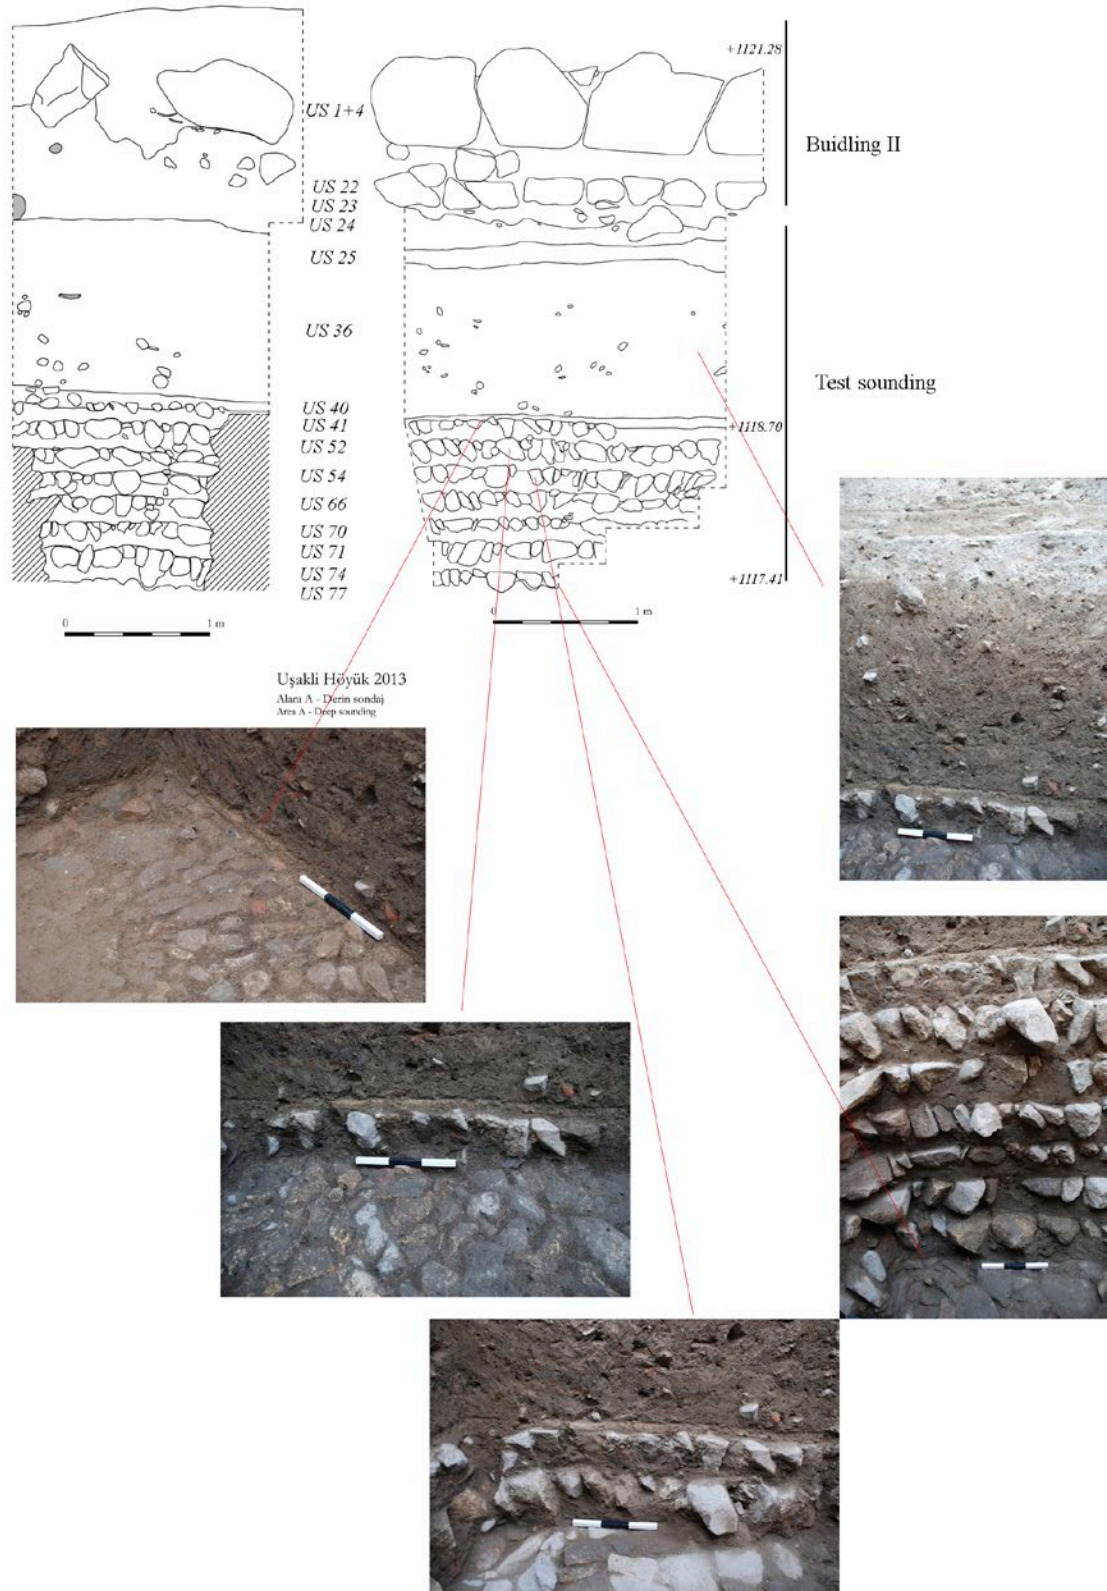 +1121.28
US 1+4
Buidling II
US 22
US 23
US 24
US 25
US 36
Test sounding
US 40
US 41
+1118.70
US 52
US 54
US 66
US 70
US 71
US 74
+1117.41
US 77
0 1 m
0 1 m
Uşakli Höyük 2013
Alanı A - Derin sondaj
Area A - Deep sounding